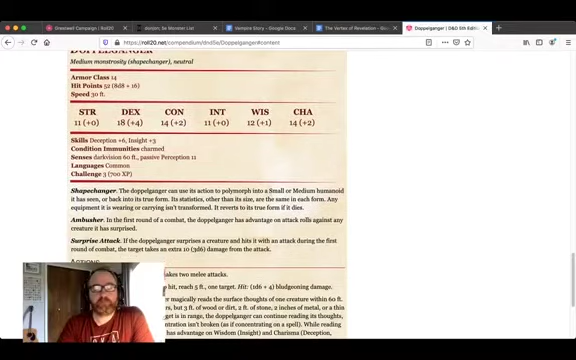 Greatwell Campaign | Roll20
donjon; 5e Monster List
Vampire Story - Google Docs
The Vertex of Revelation - Goo
Doppelganger | D&D 5th Edition
https://roll20.net/compendium/dnd5e/Doppelganger#content
DOPPELGANGER
Medium monstrosity (shapechanger), neutral
Armor Class 14
Hit Points 52 (8d8 + 16)
Speed 30 ft.
STR DEX CON INT WIS CHA
11 (+0) 18 (+4) 14 (+2) 11 (+0) 12 (+1) 14 (+2)
Skills Deception +6, Insight +3
Condition Immunities charmed
Senses darkvision 60 ft., passive Perception 11
Languages Common
Challenge 3 (700 XP)
Shapechanger. The doppelganger can use its action to polymorph into a Small or Medium humanoid
it has seen, or back into its true form. Its statistics, other than its size, are the same in each form. Any
equipment it is wearing or carrying isn't transformed. It reverts to its true form if it dies.
Ambusher. In the first round of a combat, the doppelganger has advantage on attack rolls against any
creature it has surprised.
Surprise Attack. If the doppelganger surprises a creature and hits it with an attack during the first
round of combat, the target takes an extra 10 (3d6) damage from the attack.
ACTIONS
akes two melee attacks.
hit, reach 5 ft., one target. Hit: (1d6 + 4) bludgeoning damage.
er magically reads the surface thoughts of one creature within 60 ft.
rs, but 3 ft. of wood or dirt, 2 ft. of stone, 2 inches of metal, or a thin
get is in range, the doppelganger can continue reading its thoughts,
ntration isn't broken (as if concentrating on a spell). While reading
has advantage on Wisdom (Insight) and Charisma (Deception,